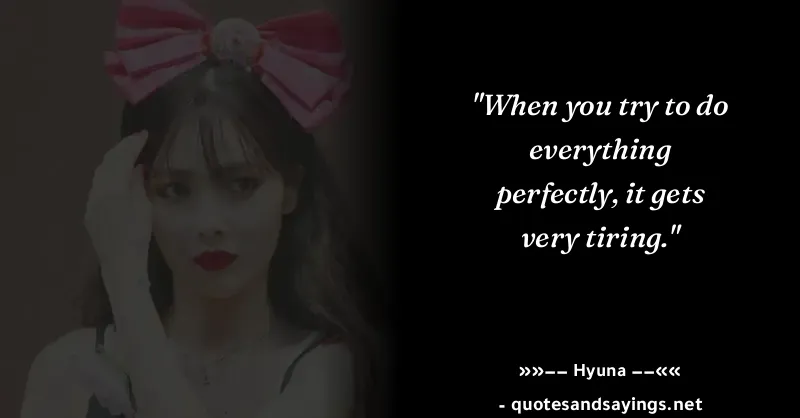 "When you try to do
everything
perfectly, it gets
very tiring."
»»−− Hyuna −−««
- quotesandsayings.net